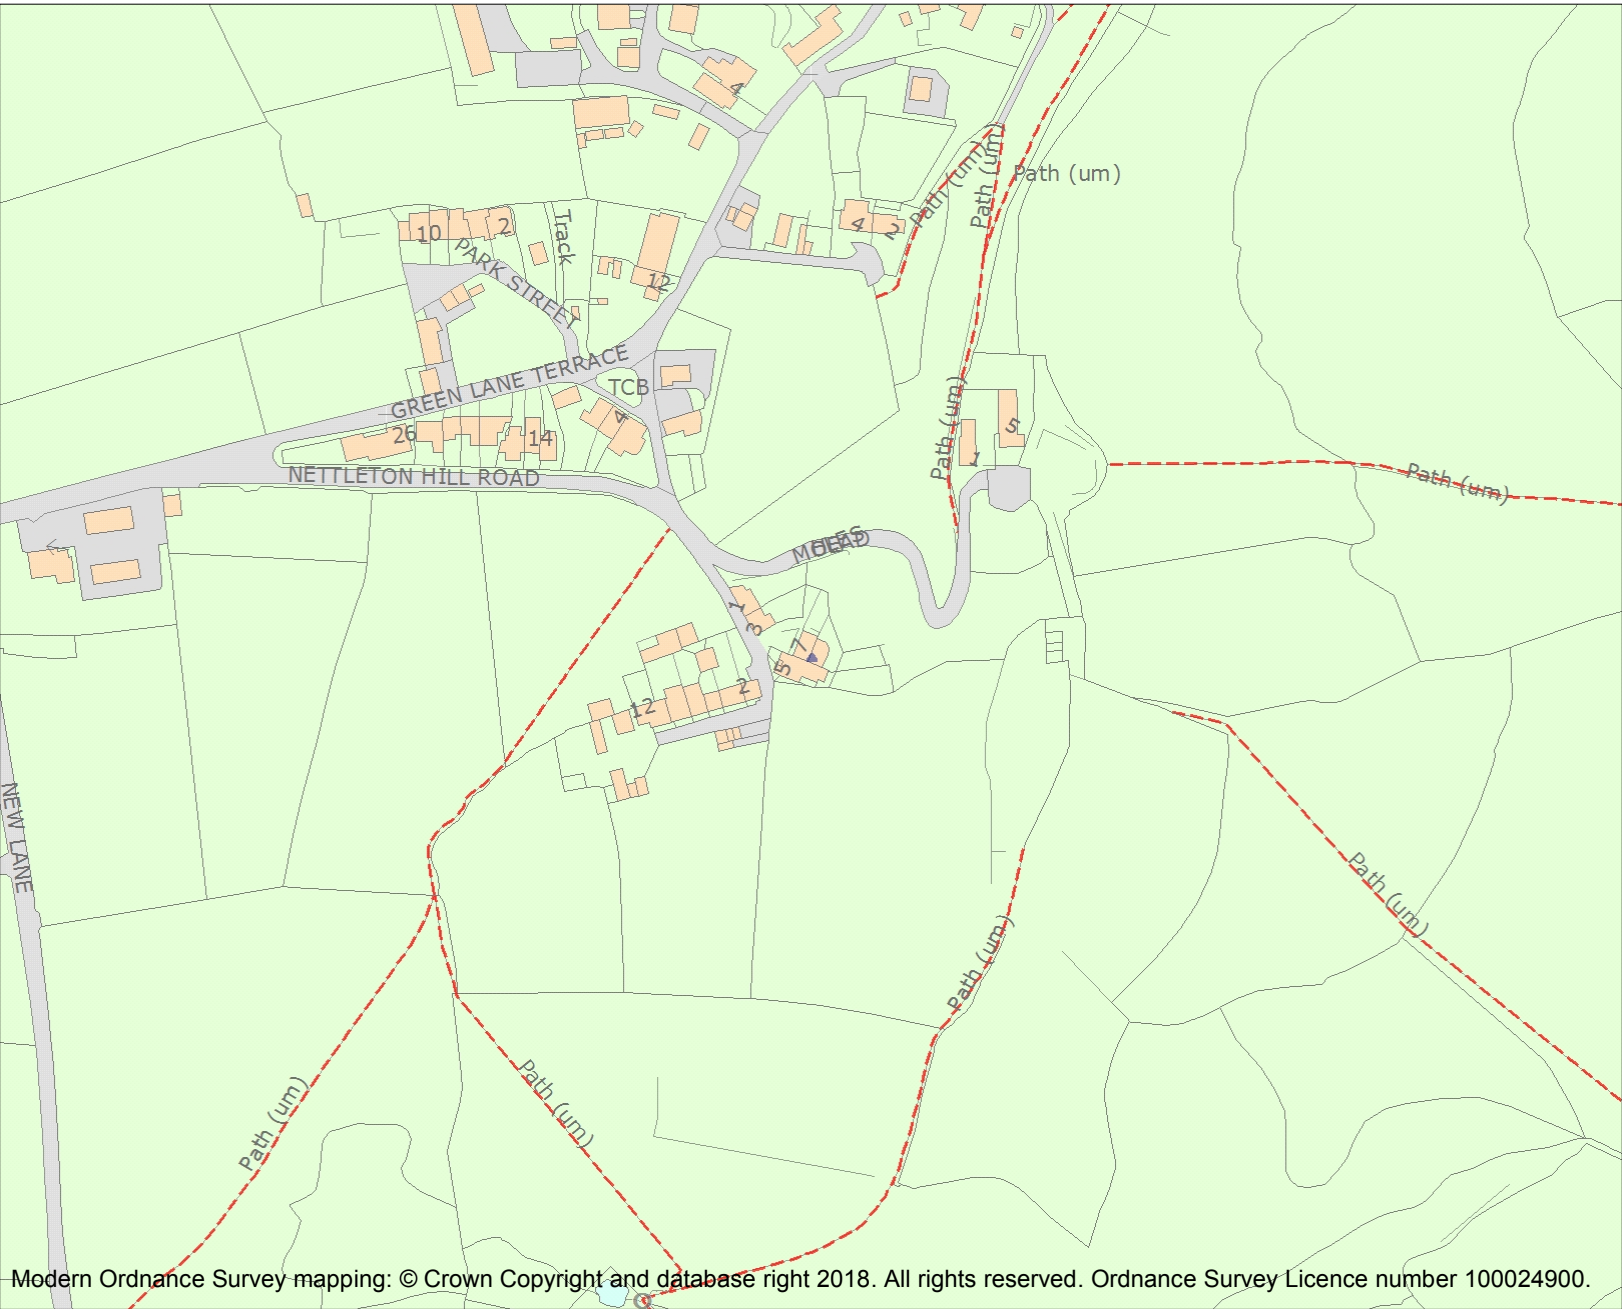 4
Path (um)
Path (um)
Path (um)
10
2
Track
4
2
PARK STREET
12
GREEN LANE TERRACE
TCB
4
26
14
5
1
Path (um)
Path (um)
NETTLETON HILL ROAD
HEAD
1
3
7
5
2
12
NEW LANE
Path (um)
Path (um)
Path (um)
Path (um)
Modern Ordnance Survey mapping: © Crown Copyright and database right 2018. All rights reserved. Ordnance Survey Licence number 100024900.